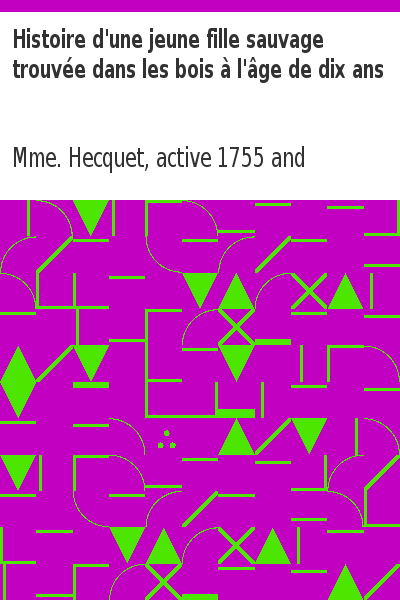 Histoire d'une jeune fille sauvage
trouvée dans les bois à l'âge de dix ans
Mme. Hecquet, active 1755 and